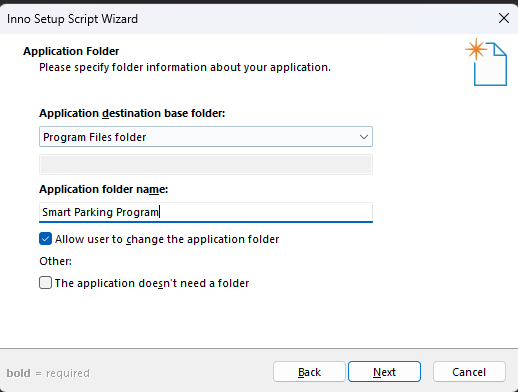 Inno Setup Script Wizard
Application Folder
Please specify folder information about your application.
Application destination base folder:
Program Files folder
Application folder name:
Smart Parking Program
Allow user to change the application folder
Other:
The application doesn't need a folder
bold = required
Back
Next
Cancel